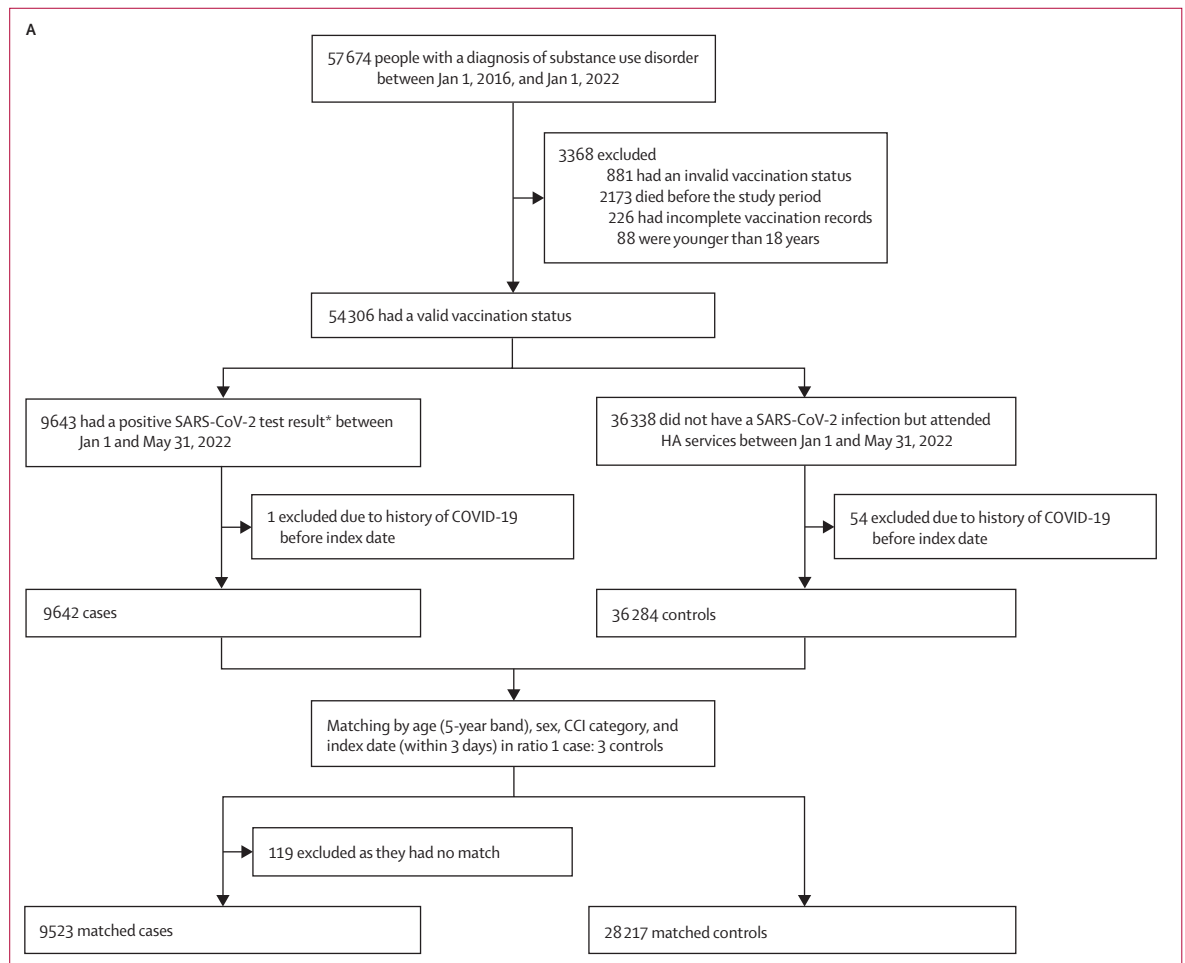 A
57 674 people with a diagnosis of substance use disorder
between Jan 1, 2016, and Jan 1, 2022
3368 excluded
881 had an invalid vaccination status
2173 died before the study period
226 had incomplete vaccination records
88 were younger than 18 years
54 306 had a valid vaccination status
9643 had a positive SARS-CoV-2 test result* between
Jan 1 and May 31, 2022
36 338 did not have a SARS-CoV-2 infection but attended
HA services between Jan 1 and May 31, 2022
1 excluded due to history of COVID-19
before index date
54 excluded due to history of COVID-19
before index date
9642 cases
36 284 controls
Matching by age (5-year band), sex, CCI category, and
index date (within 3 days) in ratio 1 case: 3 controls
119 excluded as they had no match
9523 matched cases
28 217 matched controls